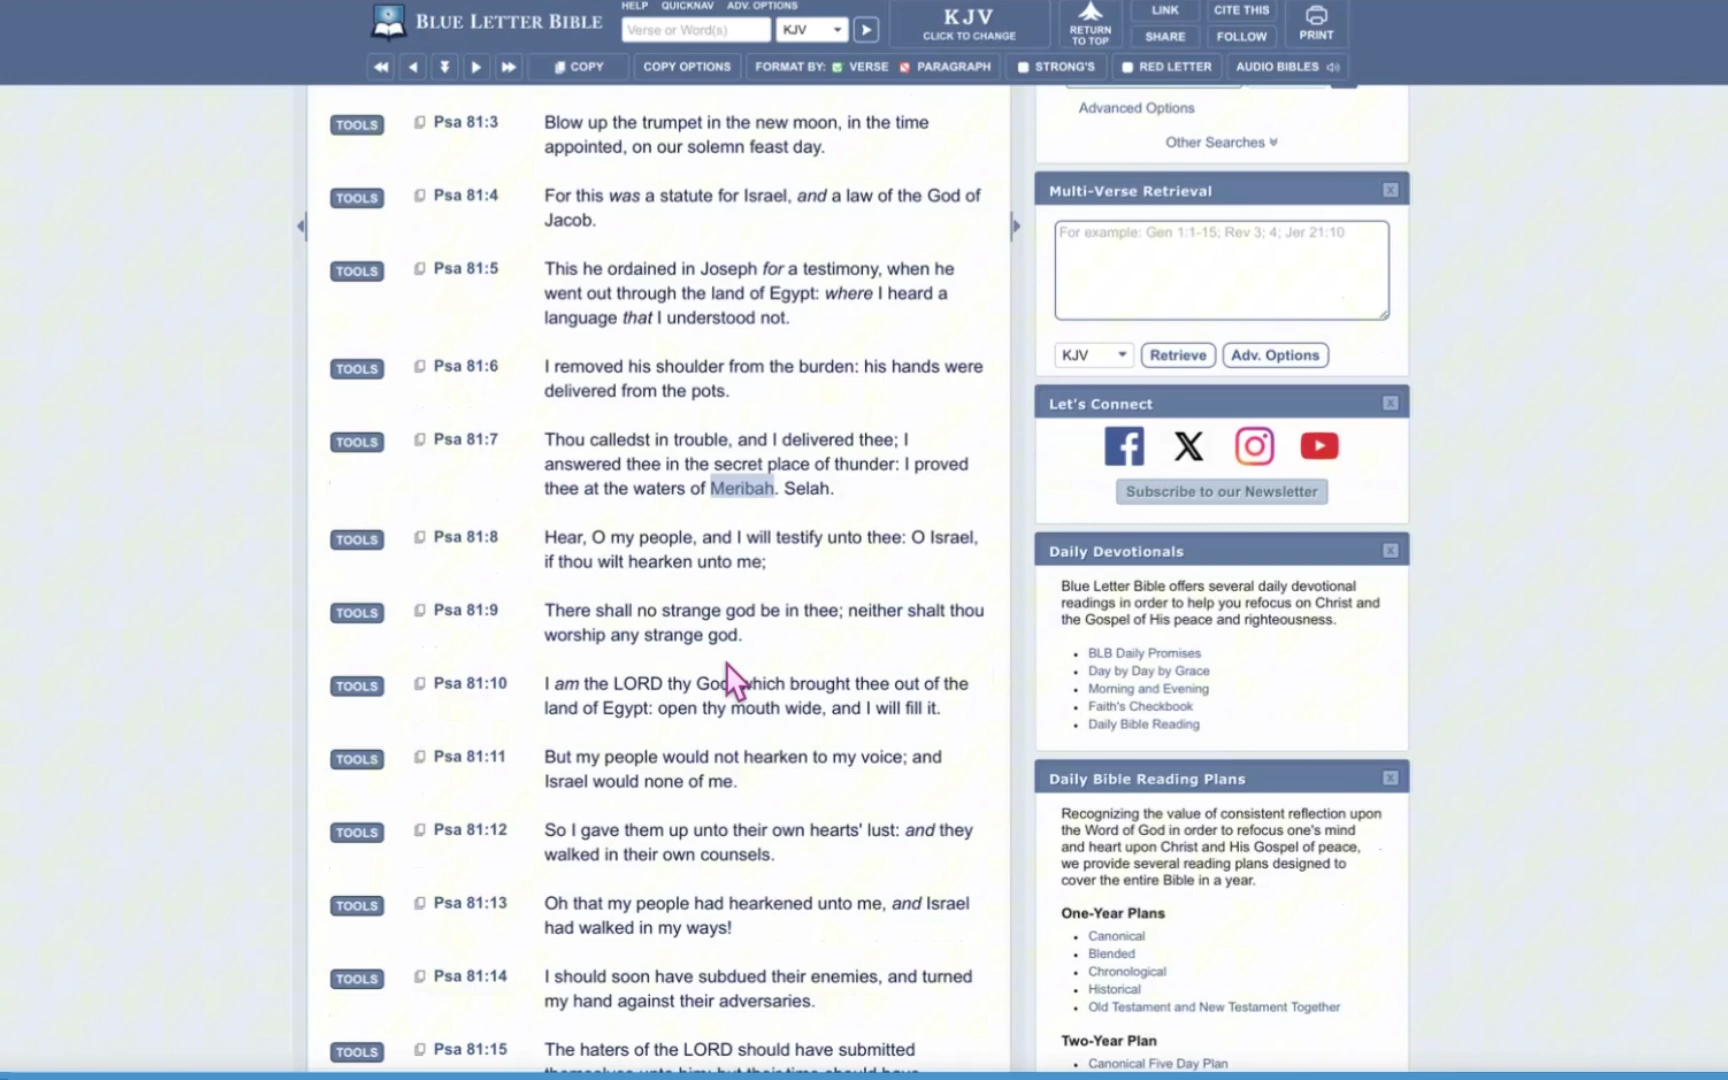 HELP QUICKNAV ADV. OPTIONS
BLUE LETTER BIBLE
Verse or Word(s)
KJV
KJV
CLICK TO CHANGE
RETURN
TO TOP
LINK
CITE THIS
SHARE
FOLLOW
PRINT
COPY
COPY OPTIONS
FORMAT BY: VERSE PARAGRAPH
STRONG'S
RED LETTER
AUDIO BIBLES
TOOLS Psa 81:3 Blow up the trumpet in the new moon, in the time
appointed, on our solemn feast day.
TOOLS Psa 81:4 For this was a statute for Israel, and a law of the God of
Jacob.
TOOLS Psa 81:5 This he ordained in Joseph for a testimony, when he
went out through the land of Egypt: where I heard a
language that I understood not.
TOOLS Psa 81:6 I removed his shoulder from the burden: his hands were
delivered from the pots.
TOOLS Psa 81:7 Thou calledst in trouble, and I delivered thee; I
answered thee in the secret place of thunder: I proved
thee at the waters of Meribah. Selah.
TOOLS Psa 81:8 Hear, O my people, and I will testify unto thee: O Israel,
if thou wilt hearken unto me;
TOOLS Psa 81:9 There shall no strange god be in thee; neither shalt thou
worship any strange god.
TOOLS Psa 81:10 I am the LORD thy God, which brought thee out of the
land of Egypt: open thy mouth wide, and I will fill it.
TOOLS Psa 81:11 But my people would not hearken to my voice; and
Israel would none of me.
TOOLS Psa 81:12 So I gave them up unto their own hearts' lust: and they
walked in their own counsels.
TOOLS Psa 81:13 Oh that my people had hearkened unto me, and Israel
had walked in my ways!
TOOLS Psa 81:14 I should soon have subdued their enemies, and turned
my hand against their adversaries.
TOOLS Psa 81:15 The haters of the LORD should have submitted
themselves unto him: but their time should have
Advanced Options
Other Searches
Multi-Verse Retrieval
For example: Gen 1:1-15; Rev 3; 4; Jer 21:10
KJV Retrieve Adv. Options
Let's Connect
Subscribe to our Newsletter
Daily Devotionals
Blue Letter Bible offers several daily devotional
readings in order to help you refocus on Christ and
the Gospel of His peace and righteousness.
BLB Daily Promises
Day by Day by Grace
Morning and Evening
Faith's Checkbook
Daily Bible Reading
Daily Bible Reading Plans
Recognizing the value of consistent reflection upon
the Word of God in order to refocus one's mind
and heart upon Christ and His Gospel of peace,
we provide several reading plans designed to
cover the entire Bible in a year.
One-Year Plans
Canonical
Blended
Chronological
Historical
Old Testament and New Testament Together
Two-Year Plan
Canonical Five Day Plan